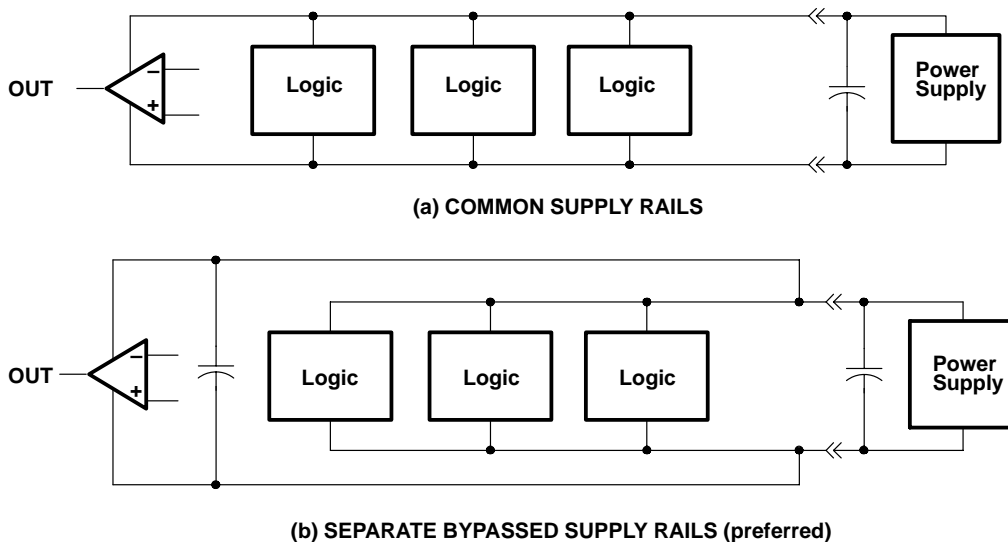 OUT
−
+
Logic
Logic
Logic
Power
Supply
(a) COMMON SUPPLY RAILS
OUT
−
+
Logic
Logic
Logic
Power
Supply
(b) SEPARATE BYPASSED SUPPLY RAILS (preferred)